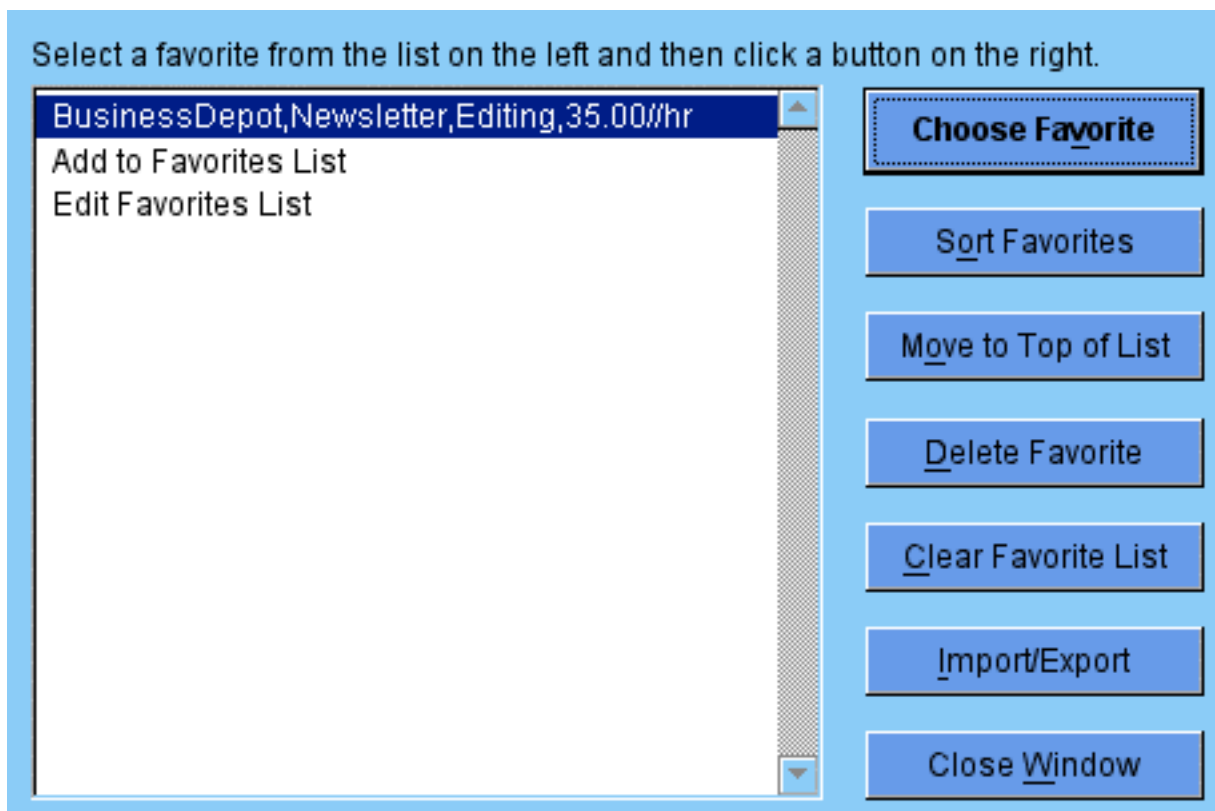 Select a favorite from the list on the left and then click a button on the right.
BusinessDepot,Newsletter,Editing,35.00//hr
Add to Favorites List
Edit Favorites List
Choose Favorite
Sort Favorites
Move to Top of List
Delete Favorite
Clear Favorite List
Import/Export
Close Window